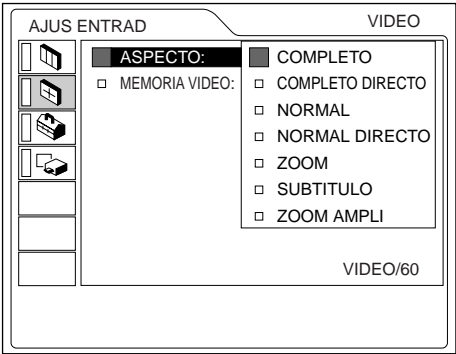 AJUS ENTRAD
VIDEO
ASPECTO:
MEMORIA VIDEO:
COMPLETO
COMPLETO DIRECTO
NORMAL
NORMAL DIRECTO
ZOOM
SUBTITULO
ZOOM AMPLI
VIDEO/60